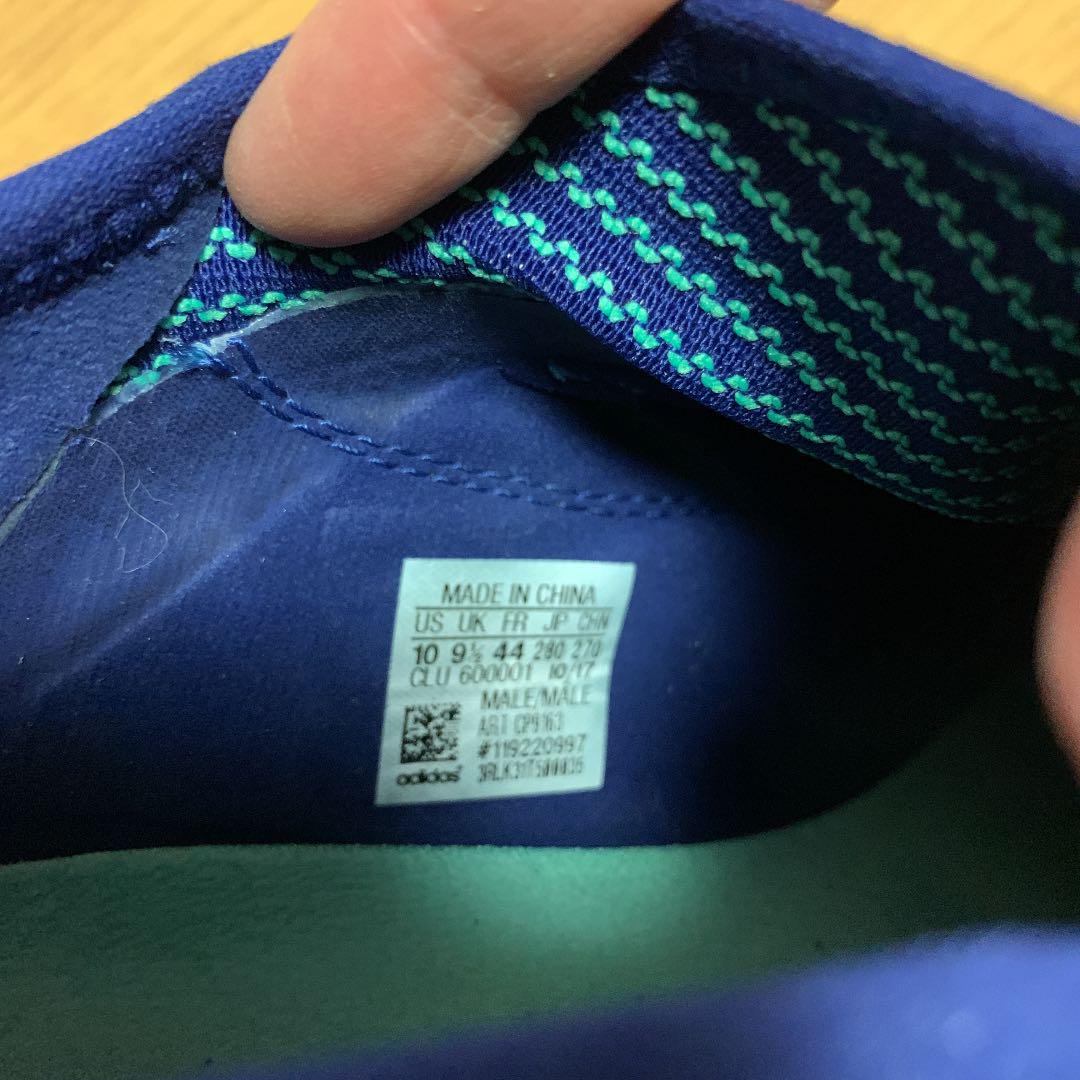 MADE IN CHINA
US UK FR JP CHN
10 9½ 44 280 270
CLU 600001 10/17
MALE/MALE
ART CP9163
#119220997
adidas